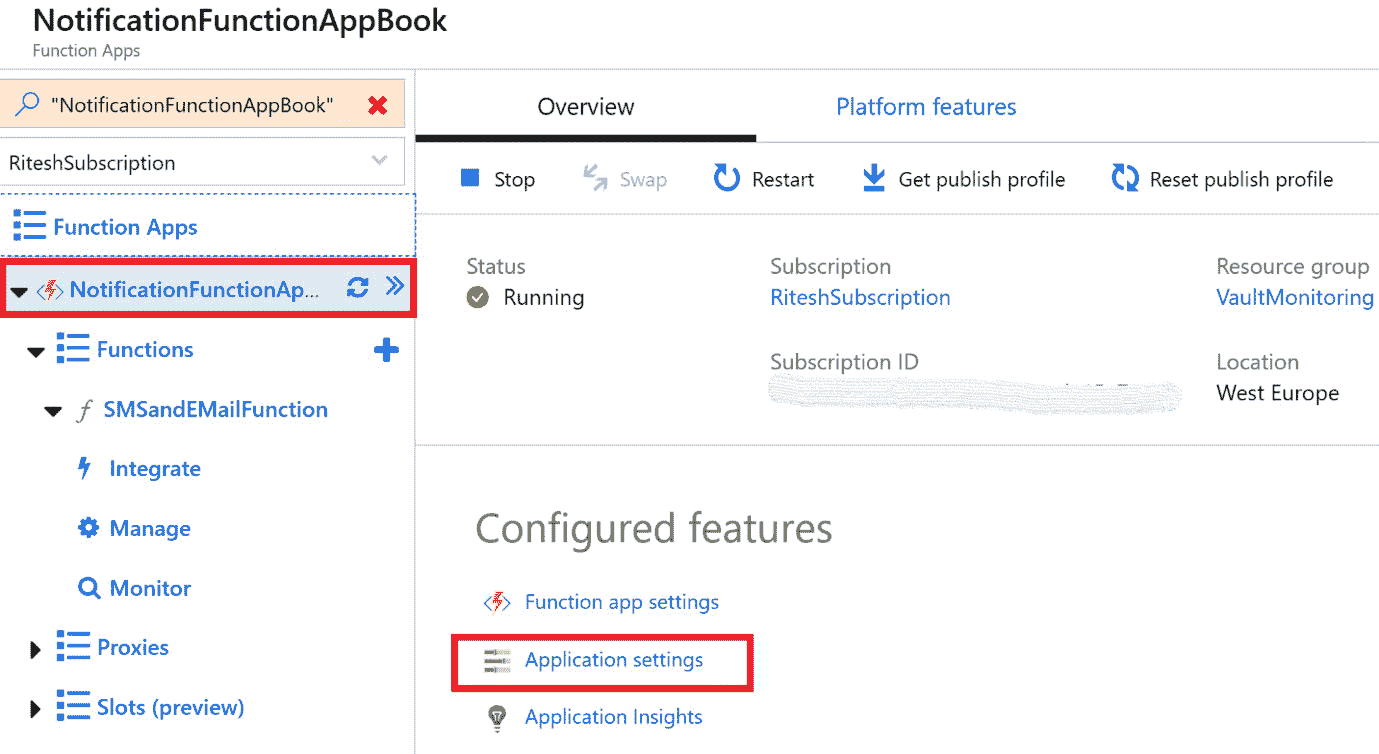 NotificationFunctionAppBook
Function Apps
"NotificationFunctionAppBook"
RiteshSubscription
Function Apps
NotificationFunctionAp...
Functions
SMSandEMailFunction
Integrate
Manage
Monitor
Proxies
Slots (preview)
Overview Platform features
Stop Swap Restart Get publish profile Reset publish profile
Status Subscription Resource group
Running RiteshSubscription VaultMonitoring
Subscription ID Location
West Europe
Configured features
Function app settings
Application settings
Application Insights